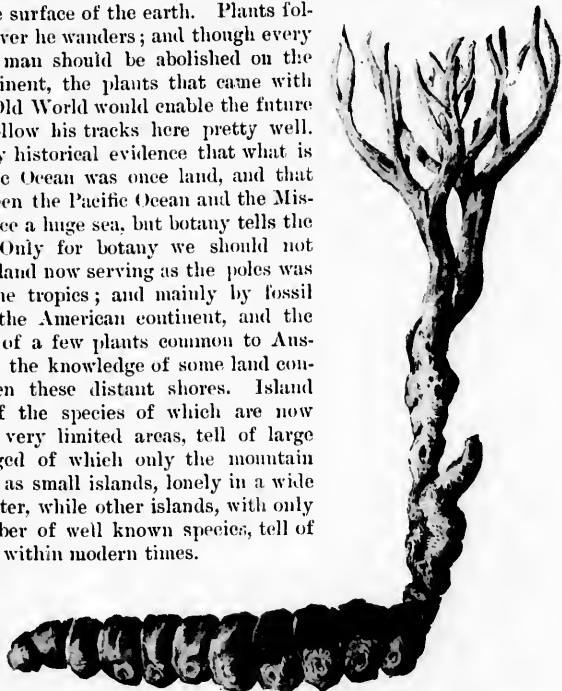 e surface of the earth. Plants fol-
ver he wanders; and though every
man should be abolished on the
inent, the plants that came with
Old World would enable the future
llow his tracks here pretty well.
y historical evidence that what is
c Ocean was once land, and that
en the Pacific Ocean and the Mis-
ce a huge sea, but botany tells the
Only for botany we should not
land now serving as the poles was
he tropics; and mainly by fossil
the American continent, and the
of a few plants common to Aus-
the knowledge of some land con-
en these distant shores. Island
f the species of which are now
very limited areas, tell of large
ged of which only the mountain
as small islands, lonely in a wide
ter, while other islands, with only
ber of well known species, tell of
within modern times.